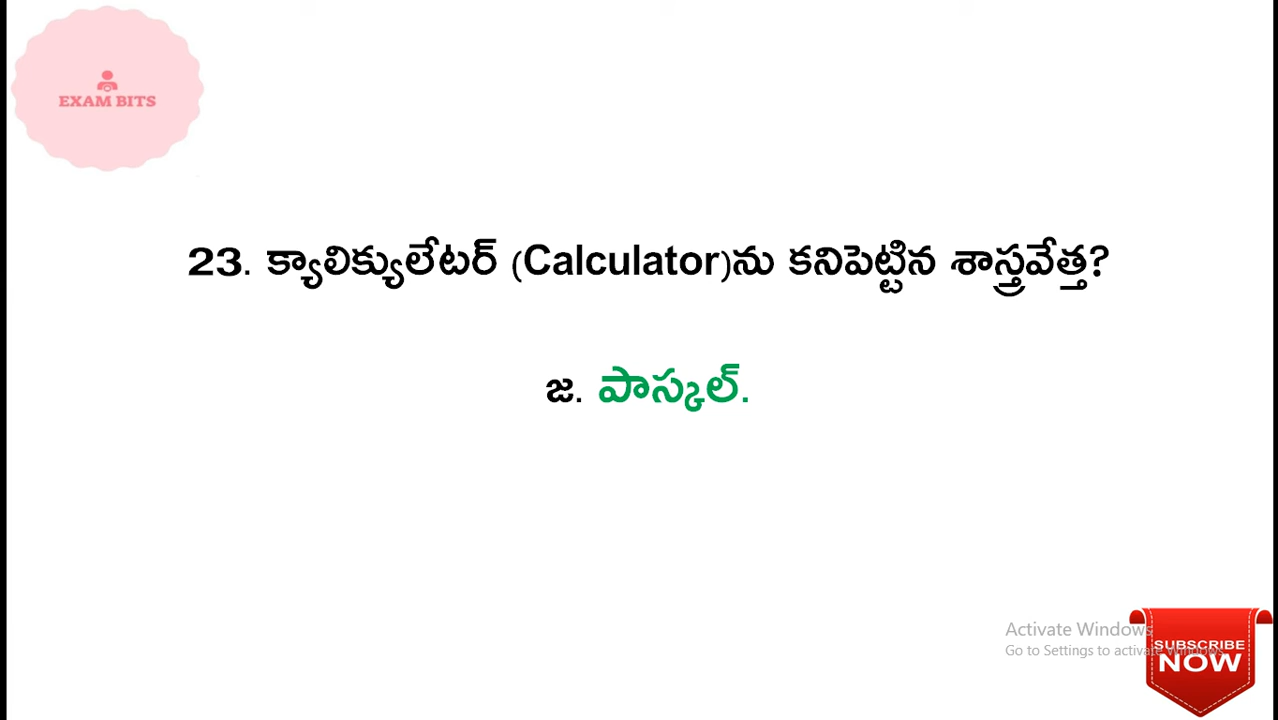 EXAM BITS
23. క్యాలిక్యులేటర్ (Calculator)ను కనిపెట్టిన శాస్త్రవేత్త?
జ. పాస్కల్.
Activate Windows
Go to Settings to activate Windows.
SUBSCRIBE
NOW